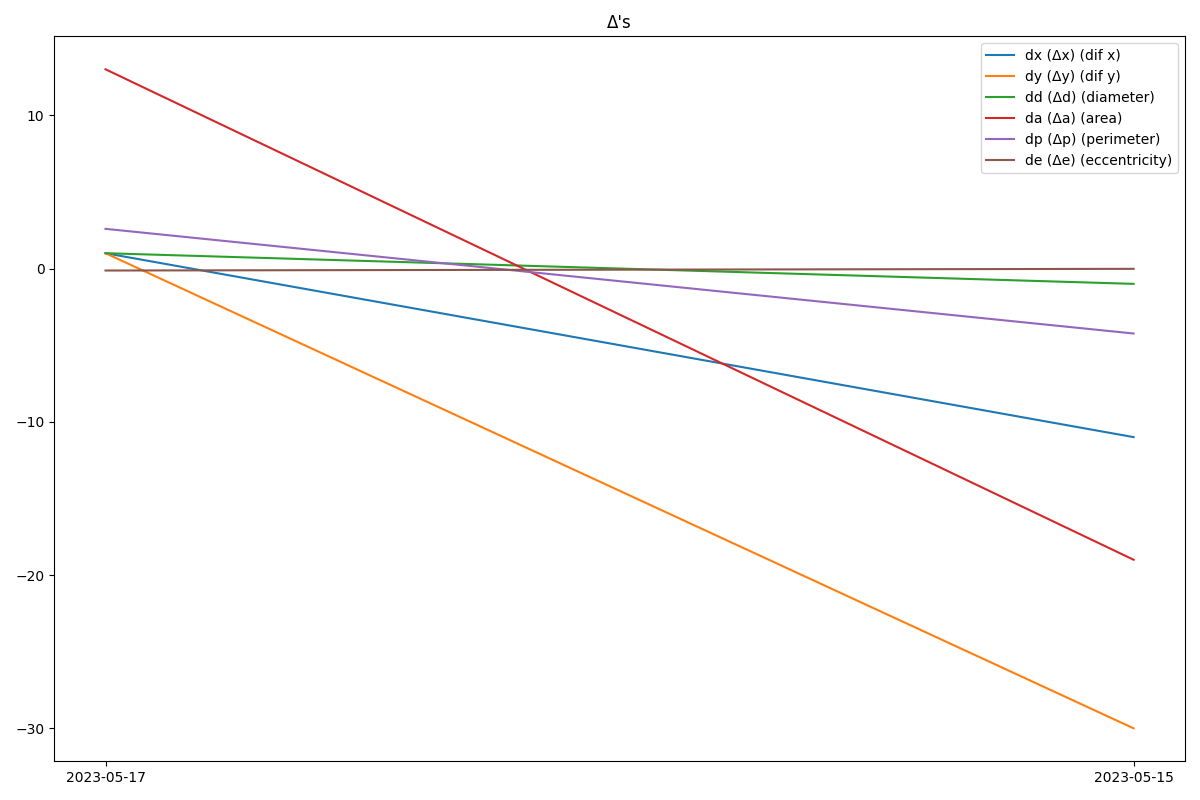 Δ's
dx (Δx) (dif x)
dy (Δy) (dif y)
dd (Δd) (diameter)
da (Δa) (area)
dp (Δp) (perimeter)
de (Δe) (eccentricity)
10
0
−10
−20
−30
2023-05-17
2023-05-15